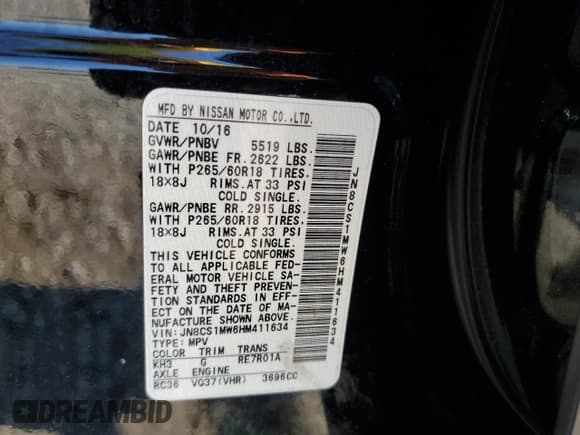 MFD BY NISSAN MOTOR CO.,LTD.
DATE 10/16
GVWR/PNBV 5519 LBS.
GAWR/PNBE FR. 2622 LBS.
WITH P265/60R18 TIRES.
18X8J RIMS. AT 33 PSI
COLD SINGLE.
GAWR/PNBE RR. 2915 LBS.
WITH P265/60R18 TIRES.
18X8J RIMS. AT 33 PSI
COLD SINGLE.
THIS VEHICLE CONFORMS
TO ALL APPLICABLE FED-
ERAL MOTOR VEHICLE SA-
FETY AND THEFT PREVEN-
TION STANDARDS IN EFF-
ECT ON THE DATE OF MA-
NUFACTURE SHOWN ABOVE.
VIN: JN8CS1MW6HM411634
TYPE: MPV
COLOR TRIM TRANS
KH3 G RE7R01A
AXLE ENGINE
RC36 VQ37(VHR) 3696CC
JN8CS1MW6HM411634
DREAMBID